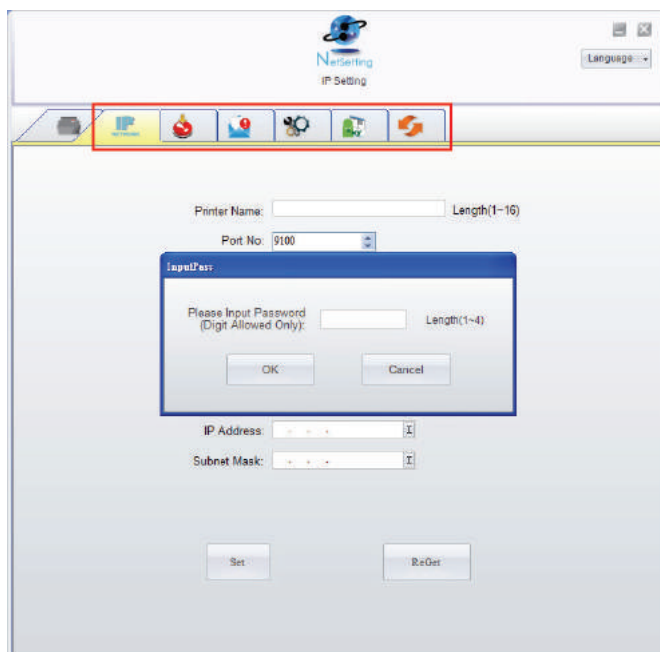 NetSetting
Language
IP Setting
IP
Printer Name:
Length(1~16)
Port No: 9100
InputPass
Please Input Password
(Digit Allowed Only):
Length(1~4)
OK
Cancel
IP Address:
Subnet Mask:
Set
ReGet